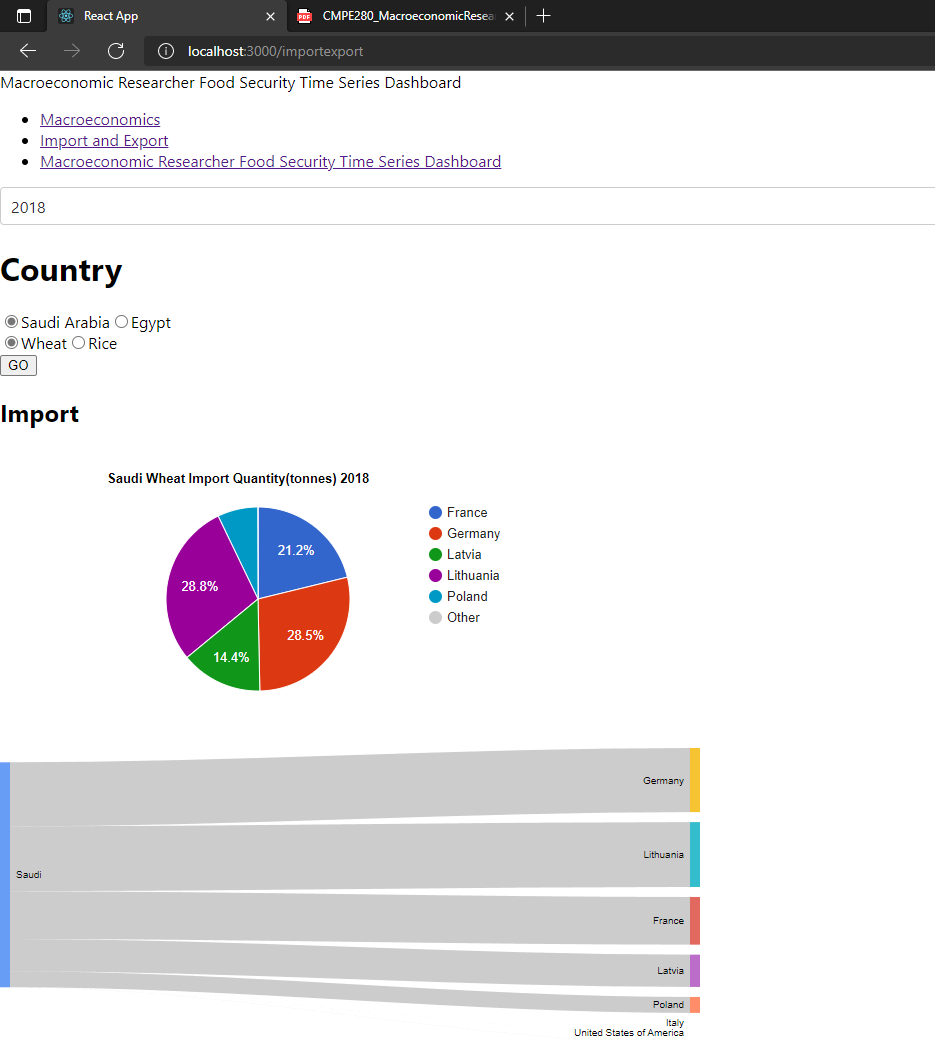 React App
CMPE280_MacroeconomicResea
localhost:3000/importexport
Macroeconomic Researcher Food Security Time Series Dashboard
Macroeconomics
Import and Export
Macroeconomic Researcher Food Security Time Series Dashboard
2018
Country
Saudi Arabia Egypt
Wheat Rice
GO
Import
Saudi Wheat Import Quantity(tonnes) 2018
21.2%
28.5%
14.4%
28.8%
France
Germany
Latvia
Lithuania
Poland
Other
Saudi
Germany
Lithuania
France
Latvia
Poland
Italy
United States of America